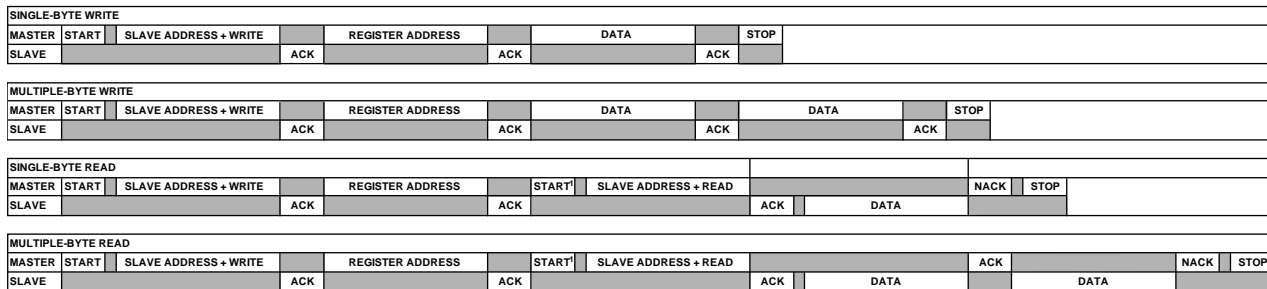 SINGLE-BYTE WRITE
MASTER START SLAVE ADDRESS + WRITE REGISTER ADDRESS DATA STOP
SLAVE ACK ACK ACK
MULTIPLE-BYTE WRITE
MASTER START SLAVE ADDRESS + WRITE REGISTER ADDRESS DATA DATA STOP
SLAVE ACK ACK ACK ACK
SINGLE-BYTE READ
MASTER START SLAVE ADDRESS + WRITE REGISTER ADDRESS START¹ SLAVE ADDRESS + READ NACK STOP
SLAVE ACK ACK ACK DATA
MULTIPLE-BYTE READ
MASTER START SLAVE ADDRESS + WRITE REGISTER ADDRESS START¹ SLAVE ADDRESS + READ ACK NACK STOP
SLAVE ACK ACK ACK DATA DATA